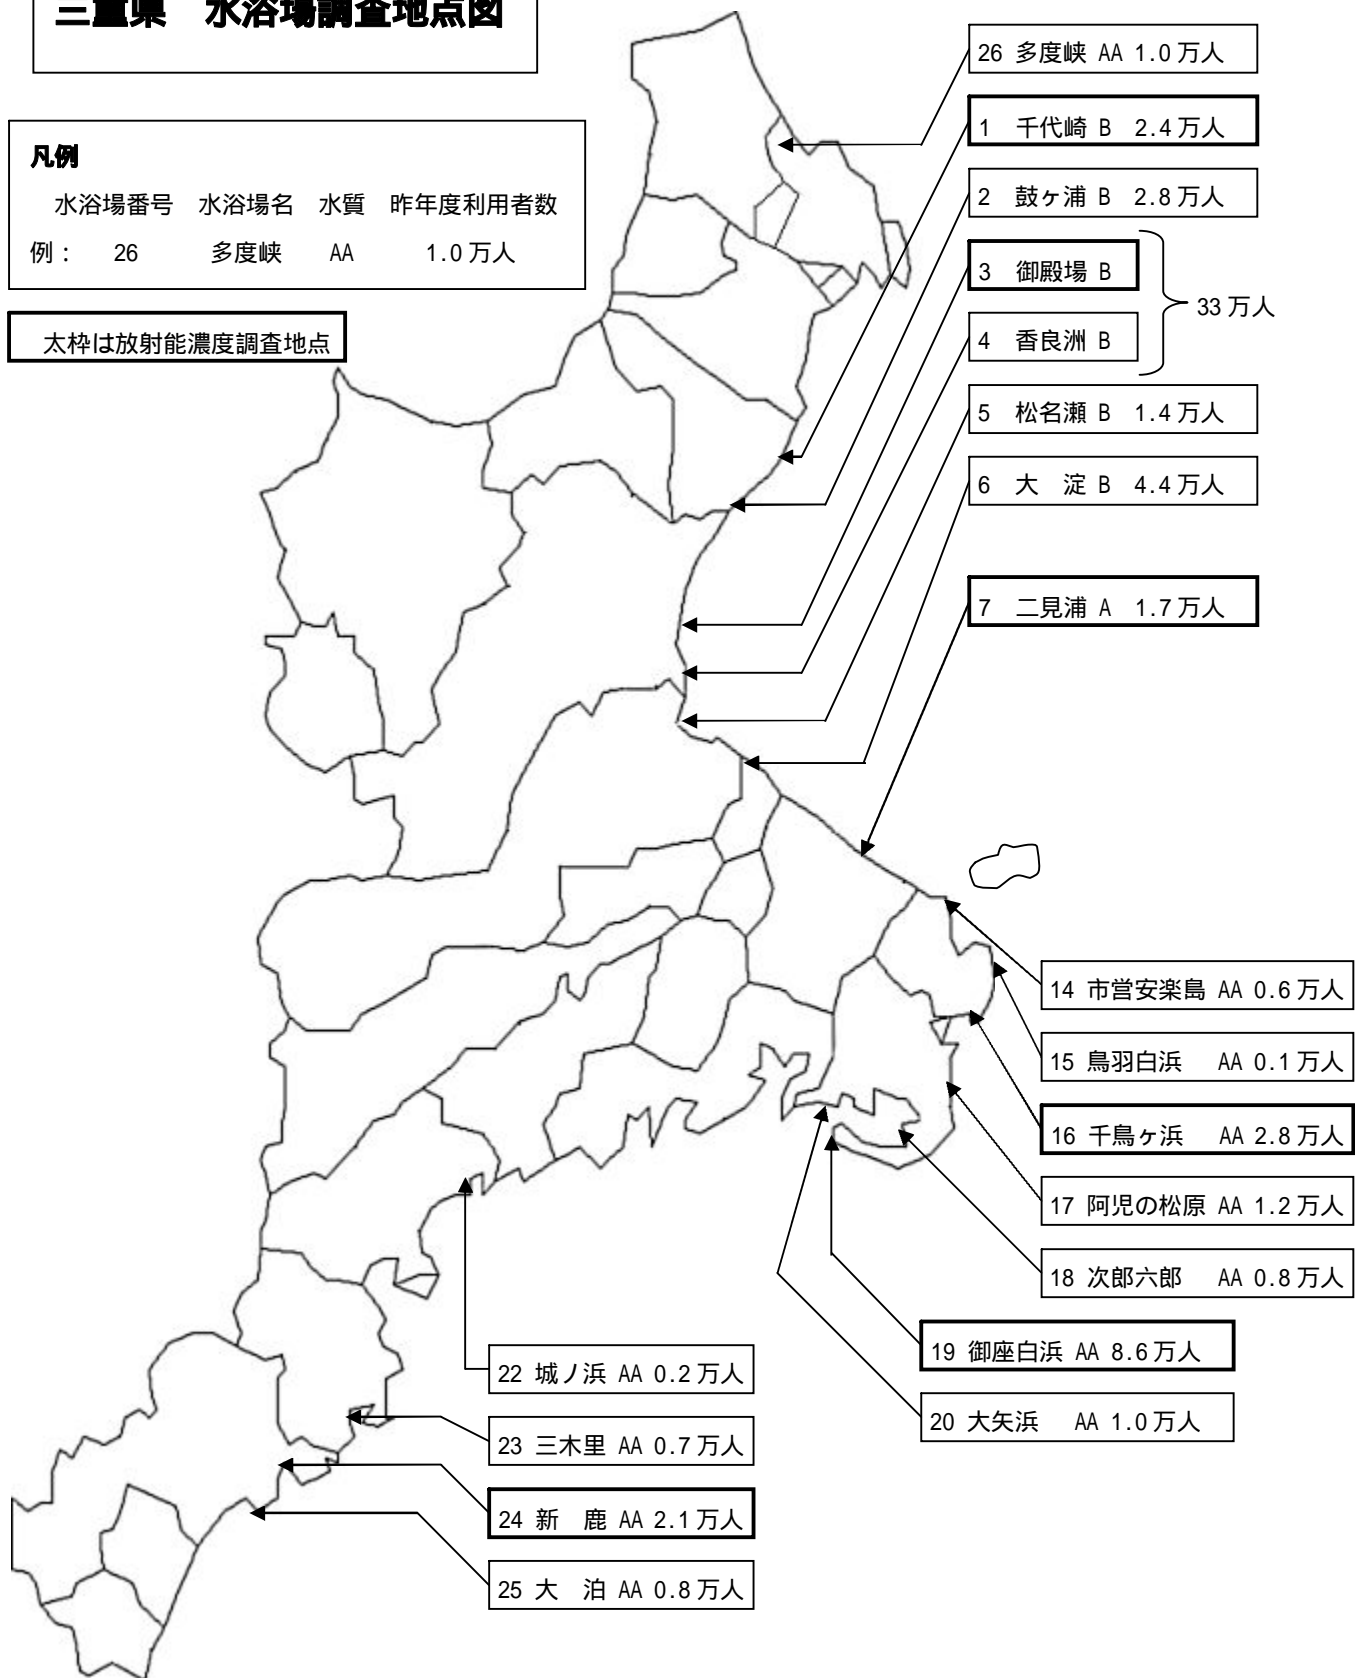 三重県　水浴場調査地点図
凡例
水浴場番号　水浴場名　水質　昨年度利用者数
例：　26　多度峡　AA　1.0万人
太枠は放射能濃度調査地点
26 多度峡 AA 1.0万人
1 千代崎 B 2.4万人
2 鼓ヶ浦 B 2.8万人
3 御殿場 B
33万人
4 香良洲 B
5 松名瀬 B 1.4万人
6 大　淀 B 4.4万人
7 二見浦 A 1.7万人
14 市営安楽島 AA 0.6万人
15 鳥羽白浜 AA 0.1万人
16 千鳥ヶ浜 AA 2.8万人
17 阿児の松原 AA 1.2万人
18 次郎六郎 AA 0.8万人
19 御座白浜 AA 8.6万人
20 大矢浜 AA 1.0万人
22 城ノ浜 AA 0.2万人
23 三木里 AA 0.7万人
24 新　鹿 AA 2.1万人
25 大　泊 AA 0.8万人